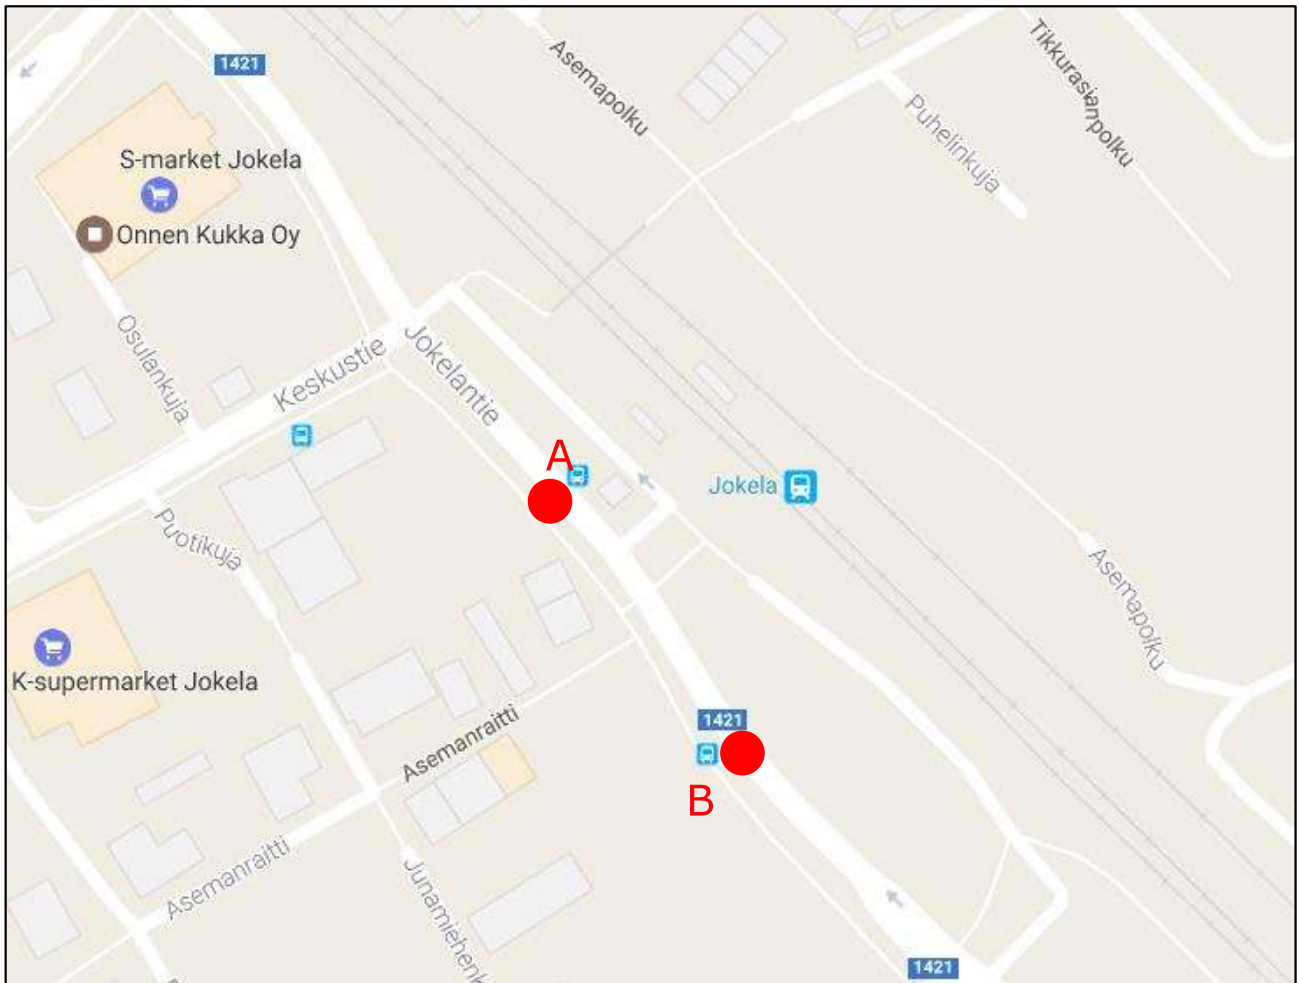 1421
Asemapolku
Tikkurasianpolku
Puhelinkuja
S-market Jokela
Onnen Kukka Oy
Osulankuja
Keskustie
Jokelantie
A
Jokela
Puotikuja
Asemapolku
K-supermarket Jokela
1421
Asemanraitti
B
Asemanraitti
1421